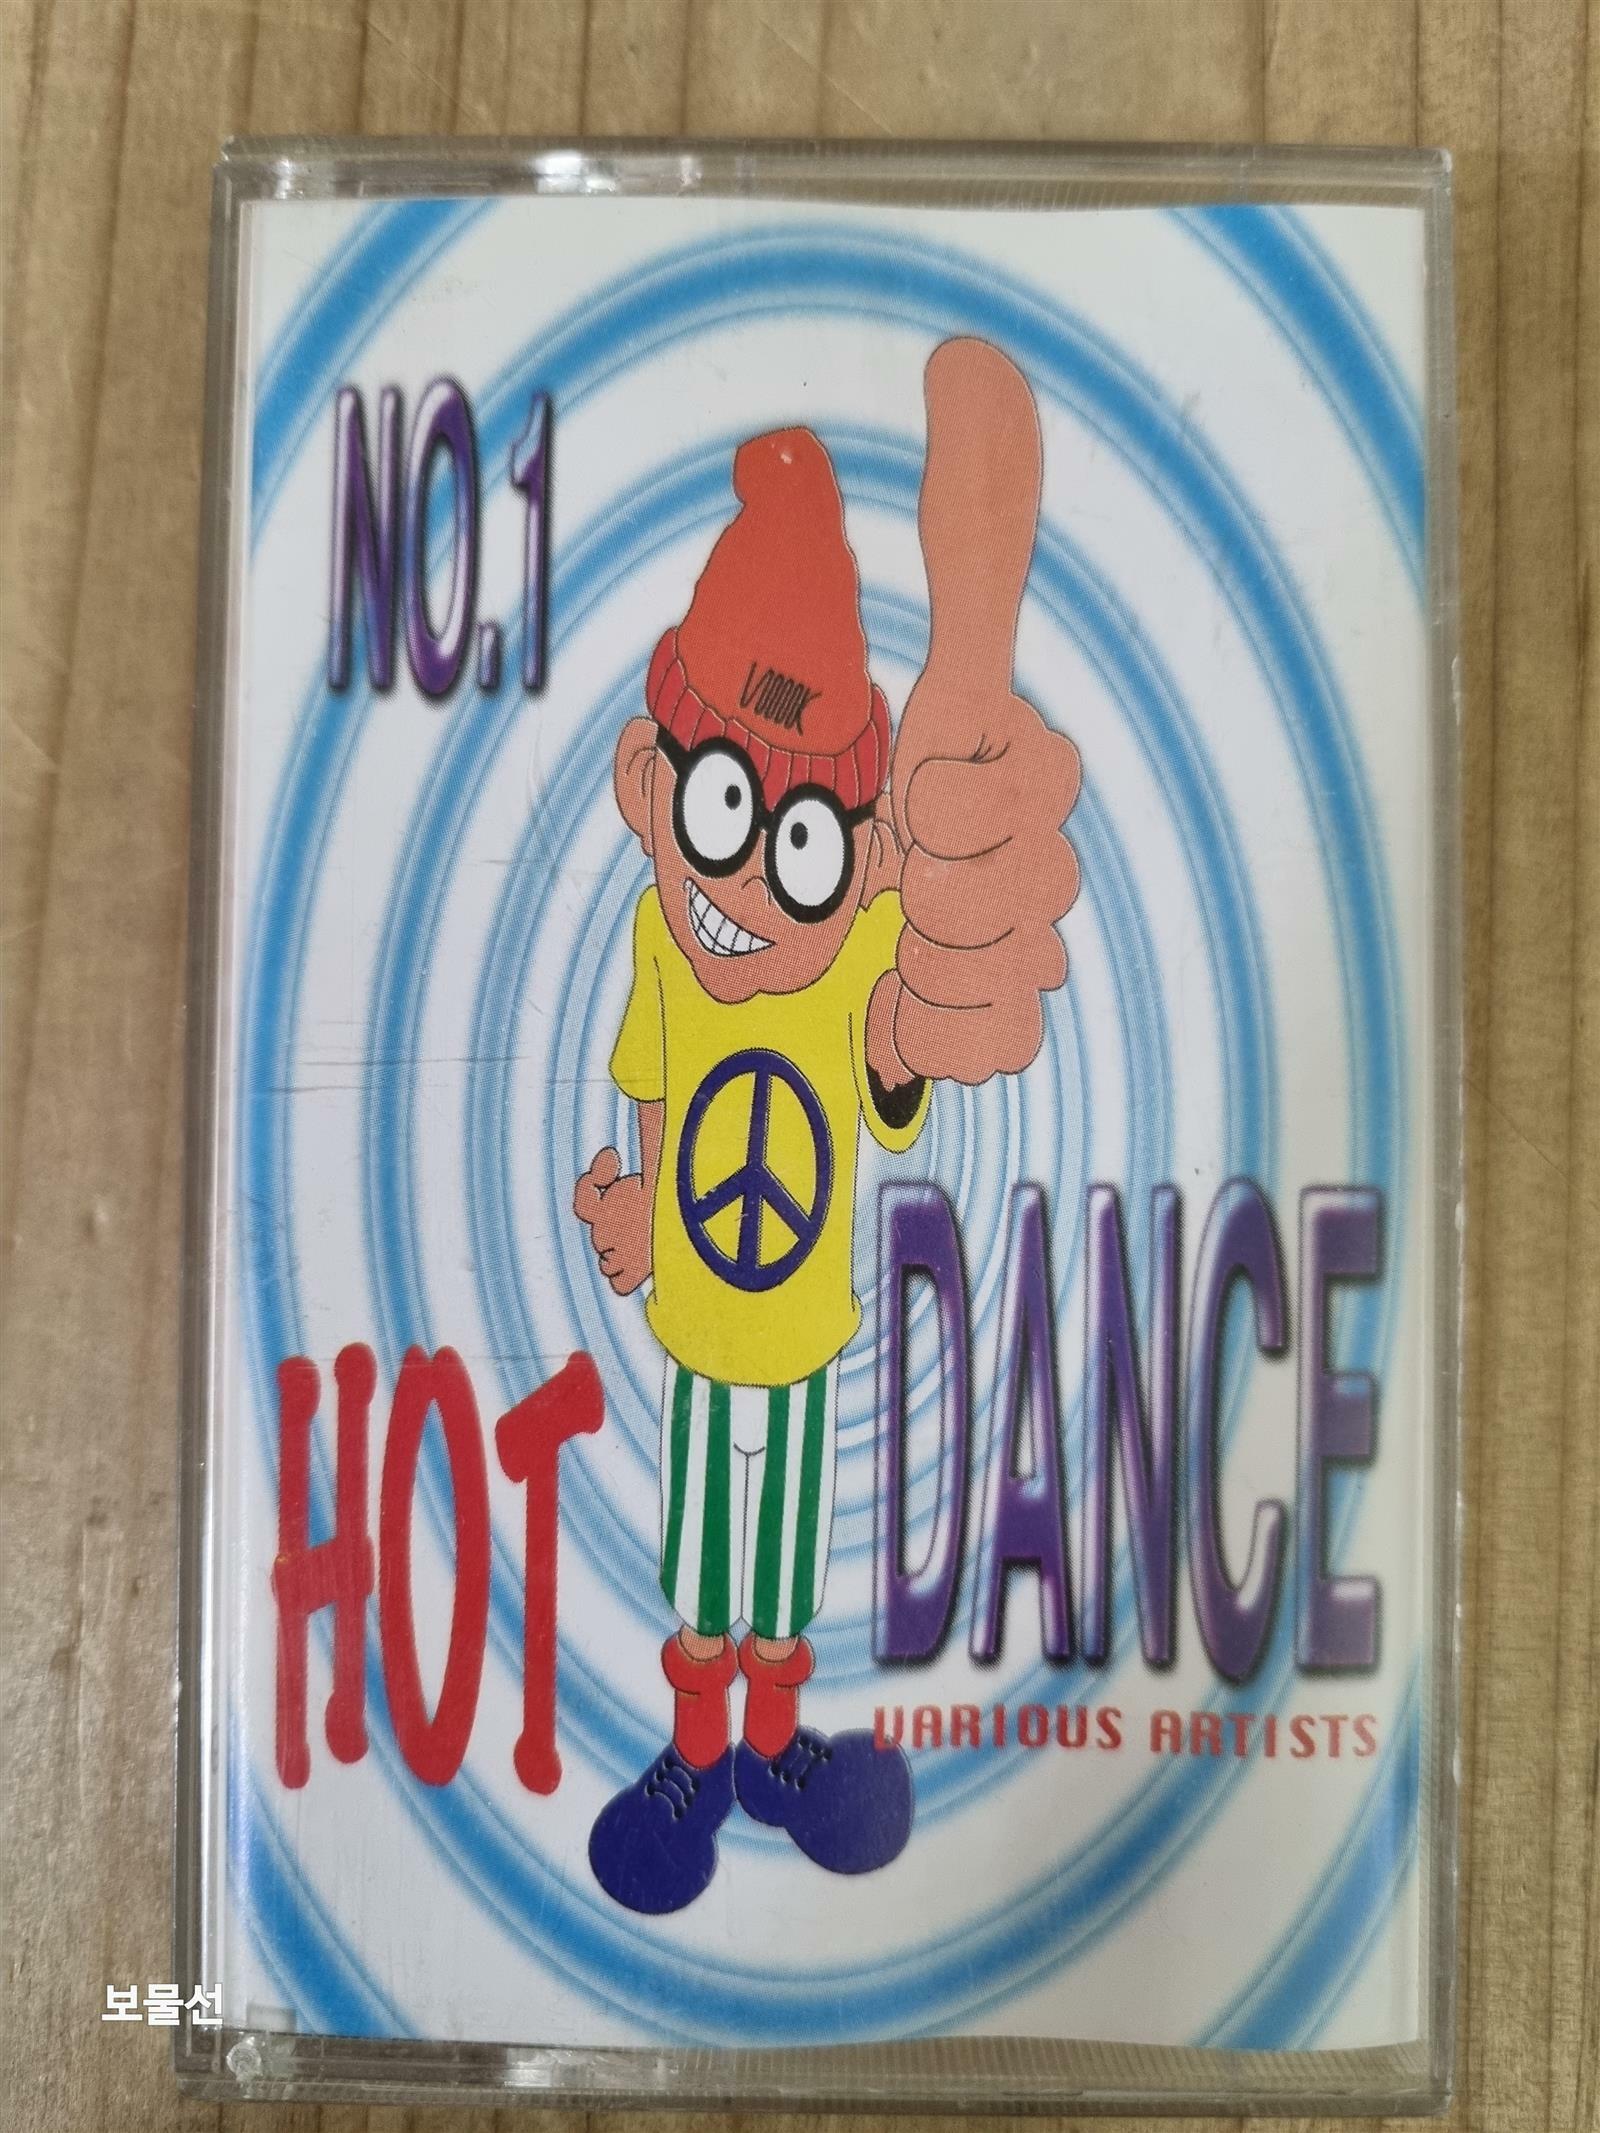 NO.1
HOT
DANCE
VARIOUS ARTISTS
보물선